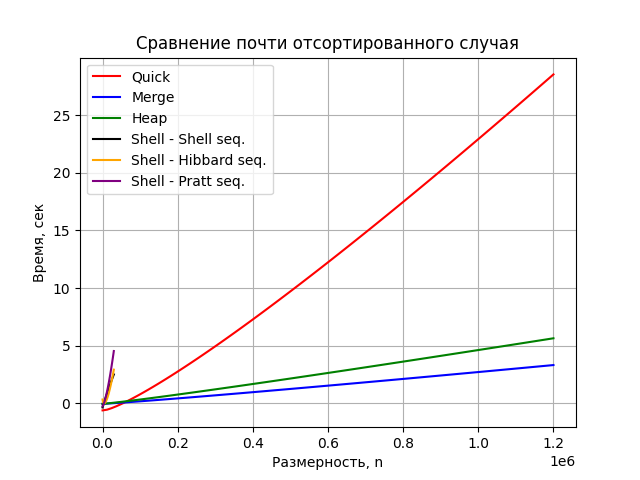 Сравнение почти отсортированного случая
Quick
Merge
Heap
Shell - Shell seq.
Shell - Hibbard seq.
Shell - Pratt seq.
Время, сек
25
20
15
10
5
0
0.0 0.2 0.4 0.6 0.8 1.0 1.2
1e6
Размерность, n